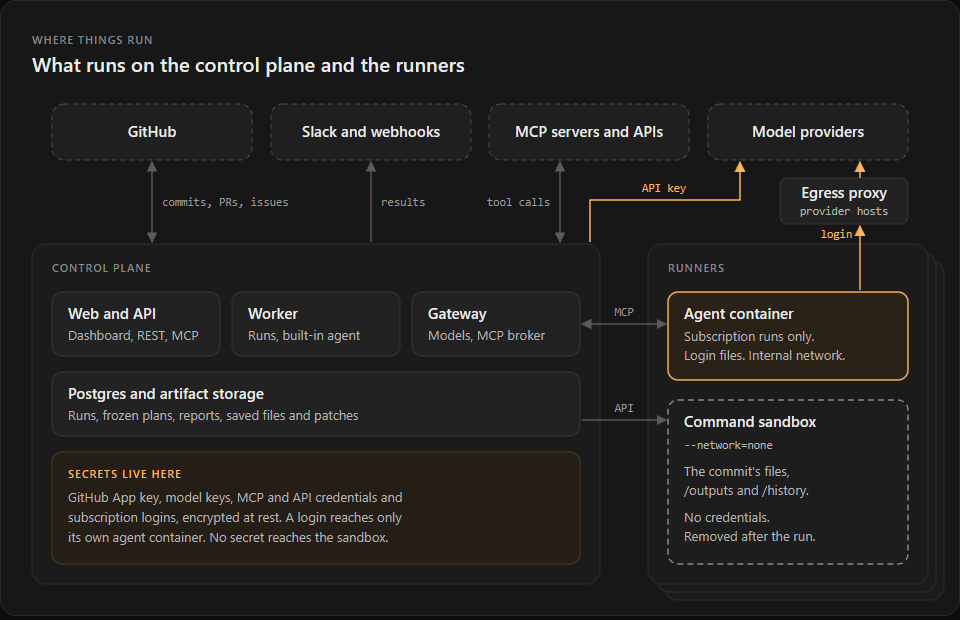 WHERE THINGS RUN
What runs on the control plane and the runners
GitHub
Slack and webhooks
MCP servers and APIs
Model providers
commits, PRs, issues
results
tool calls
API key
Egress proxy
provider hosts
login
CONTROL PLANE
Web and API
Dashboard, REST, MCP
Worker
Runs, built-in agent
Gateway
Models, MCP broker
Postgres and artifact storage
Runs, frozen plans, reports, saved files and patches
SECRETS LIVE HERE
GitHub App key, model keys, MCP and API credentials and
subscription logins, encrypted at rest. A login reaches only
its own agent container. No secret reaches the sandbox.
MCP
API
RUNNERS
Agent container
Subscription runs only.
Login files. Internal network.
Command sandbox
--network=none
The commit's files,
/outputs and /history.
No credentials.
Removed after the run.